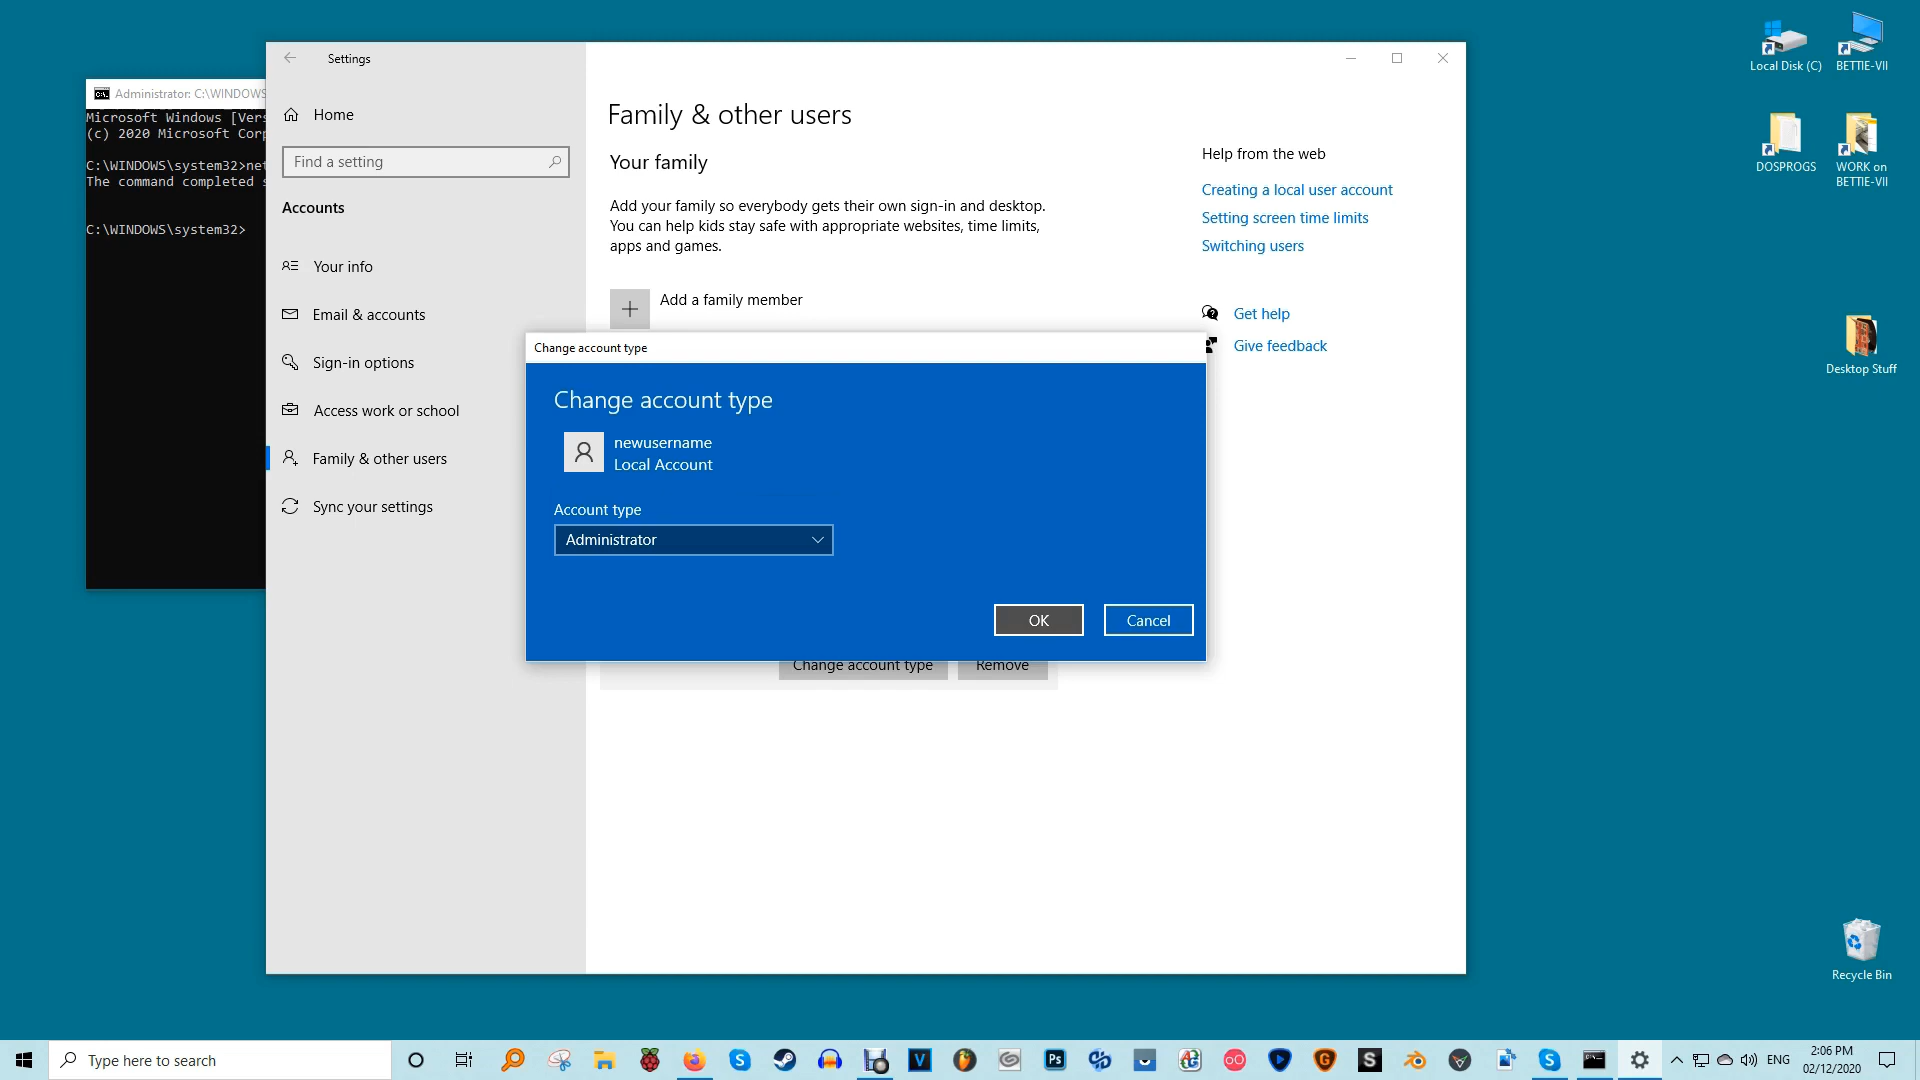 Local Disk (C)
BETTIE-VII
DOSPROGS
WORK on
BETTIE-VII
Desktop Stuff
Recycle Bin
Administrator: C:\WINDOWS
Microsoft Windows [Vers
(c) 2020 Microsoft Corp
C:\WINDOWS\system32>net
The command completed s
C:\WINDOWS\system32>
Settings
Home
Find a setting
Accounts
Your info
Email & accounts
Sign-in options
Access work or school
Family & other users
Sync your settings
Family & other users
Your family
Add your family so everybody gets their own sign-in and desktop.
You can help kids stay safe with appropriate websites, time limits,
apps and games.
Add a family member
Help from the web
Creating a local user account
Setting screen time limits
Switching users
Get help
Give feedback
Change account type
Change account type
newusername
Local Account
Account type
Administrator
OK
Cancel
Change account type
Remove
Type here to search
ENG
2:06 PM
02/12/2020